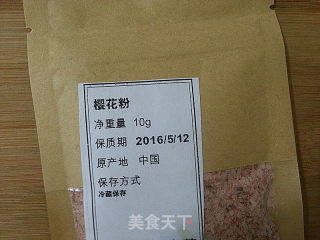 樱花粉
净重量 10g
保质期 2016/5/12
原产地 中国
保存方式
冷藏保存
美食天下